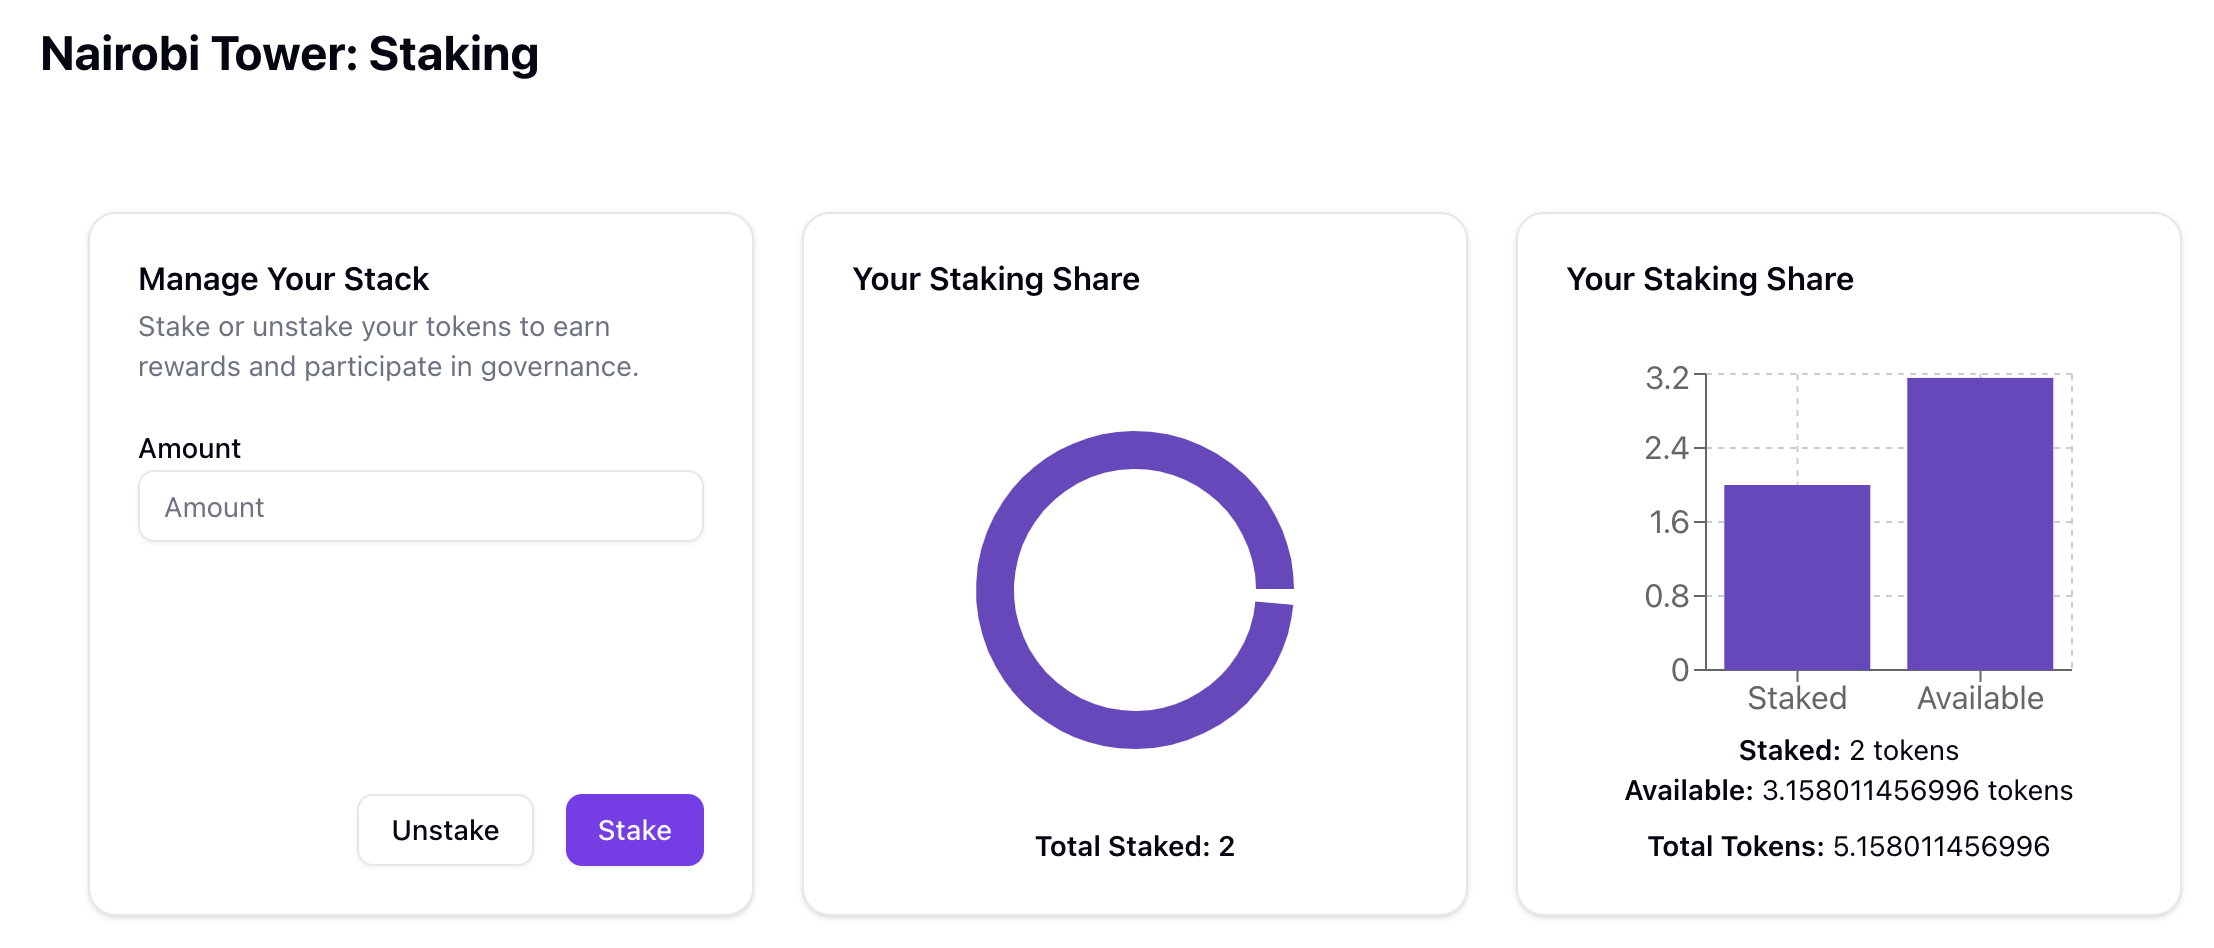 Nairobi Tower: Staking
Manage Your Stack
Stake or unstake your tokens to earn
rewards and participate in governance.
Amount
Amount
Unstake
Stake
Your Staking Share
Total Staked: 2
Your Staking Share
3.2
2.4
1.6
0.8
0
Staked
Available
Staked: 2 tokens
Available: 3.158011456996 tokens
Total Tokens: 5.158011456996